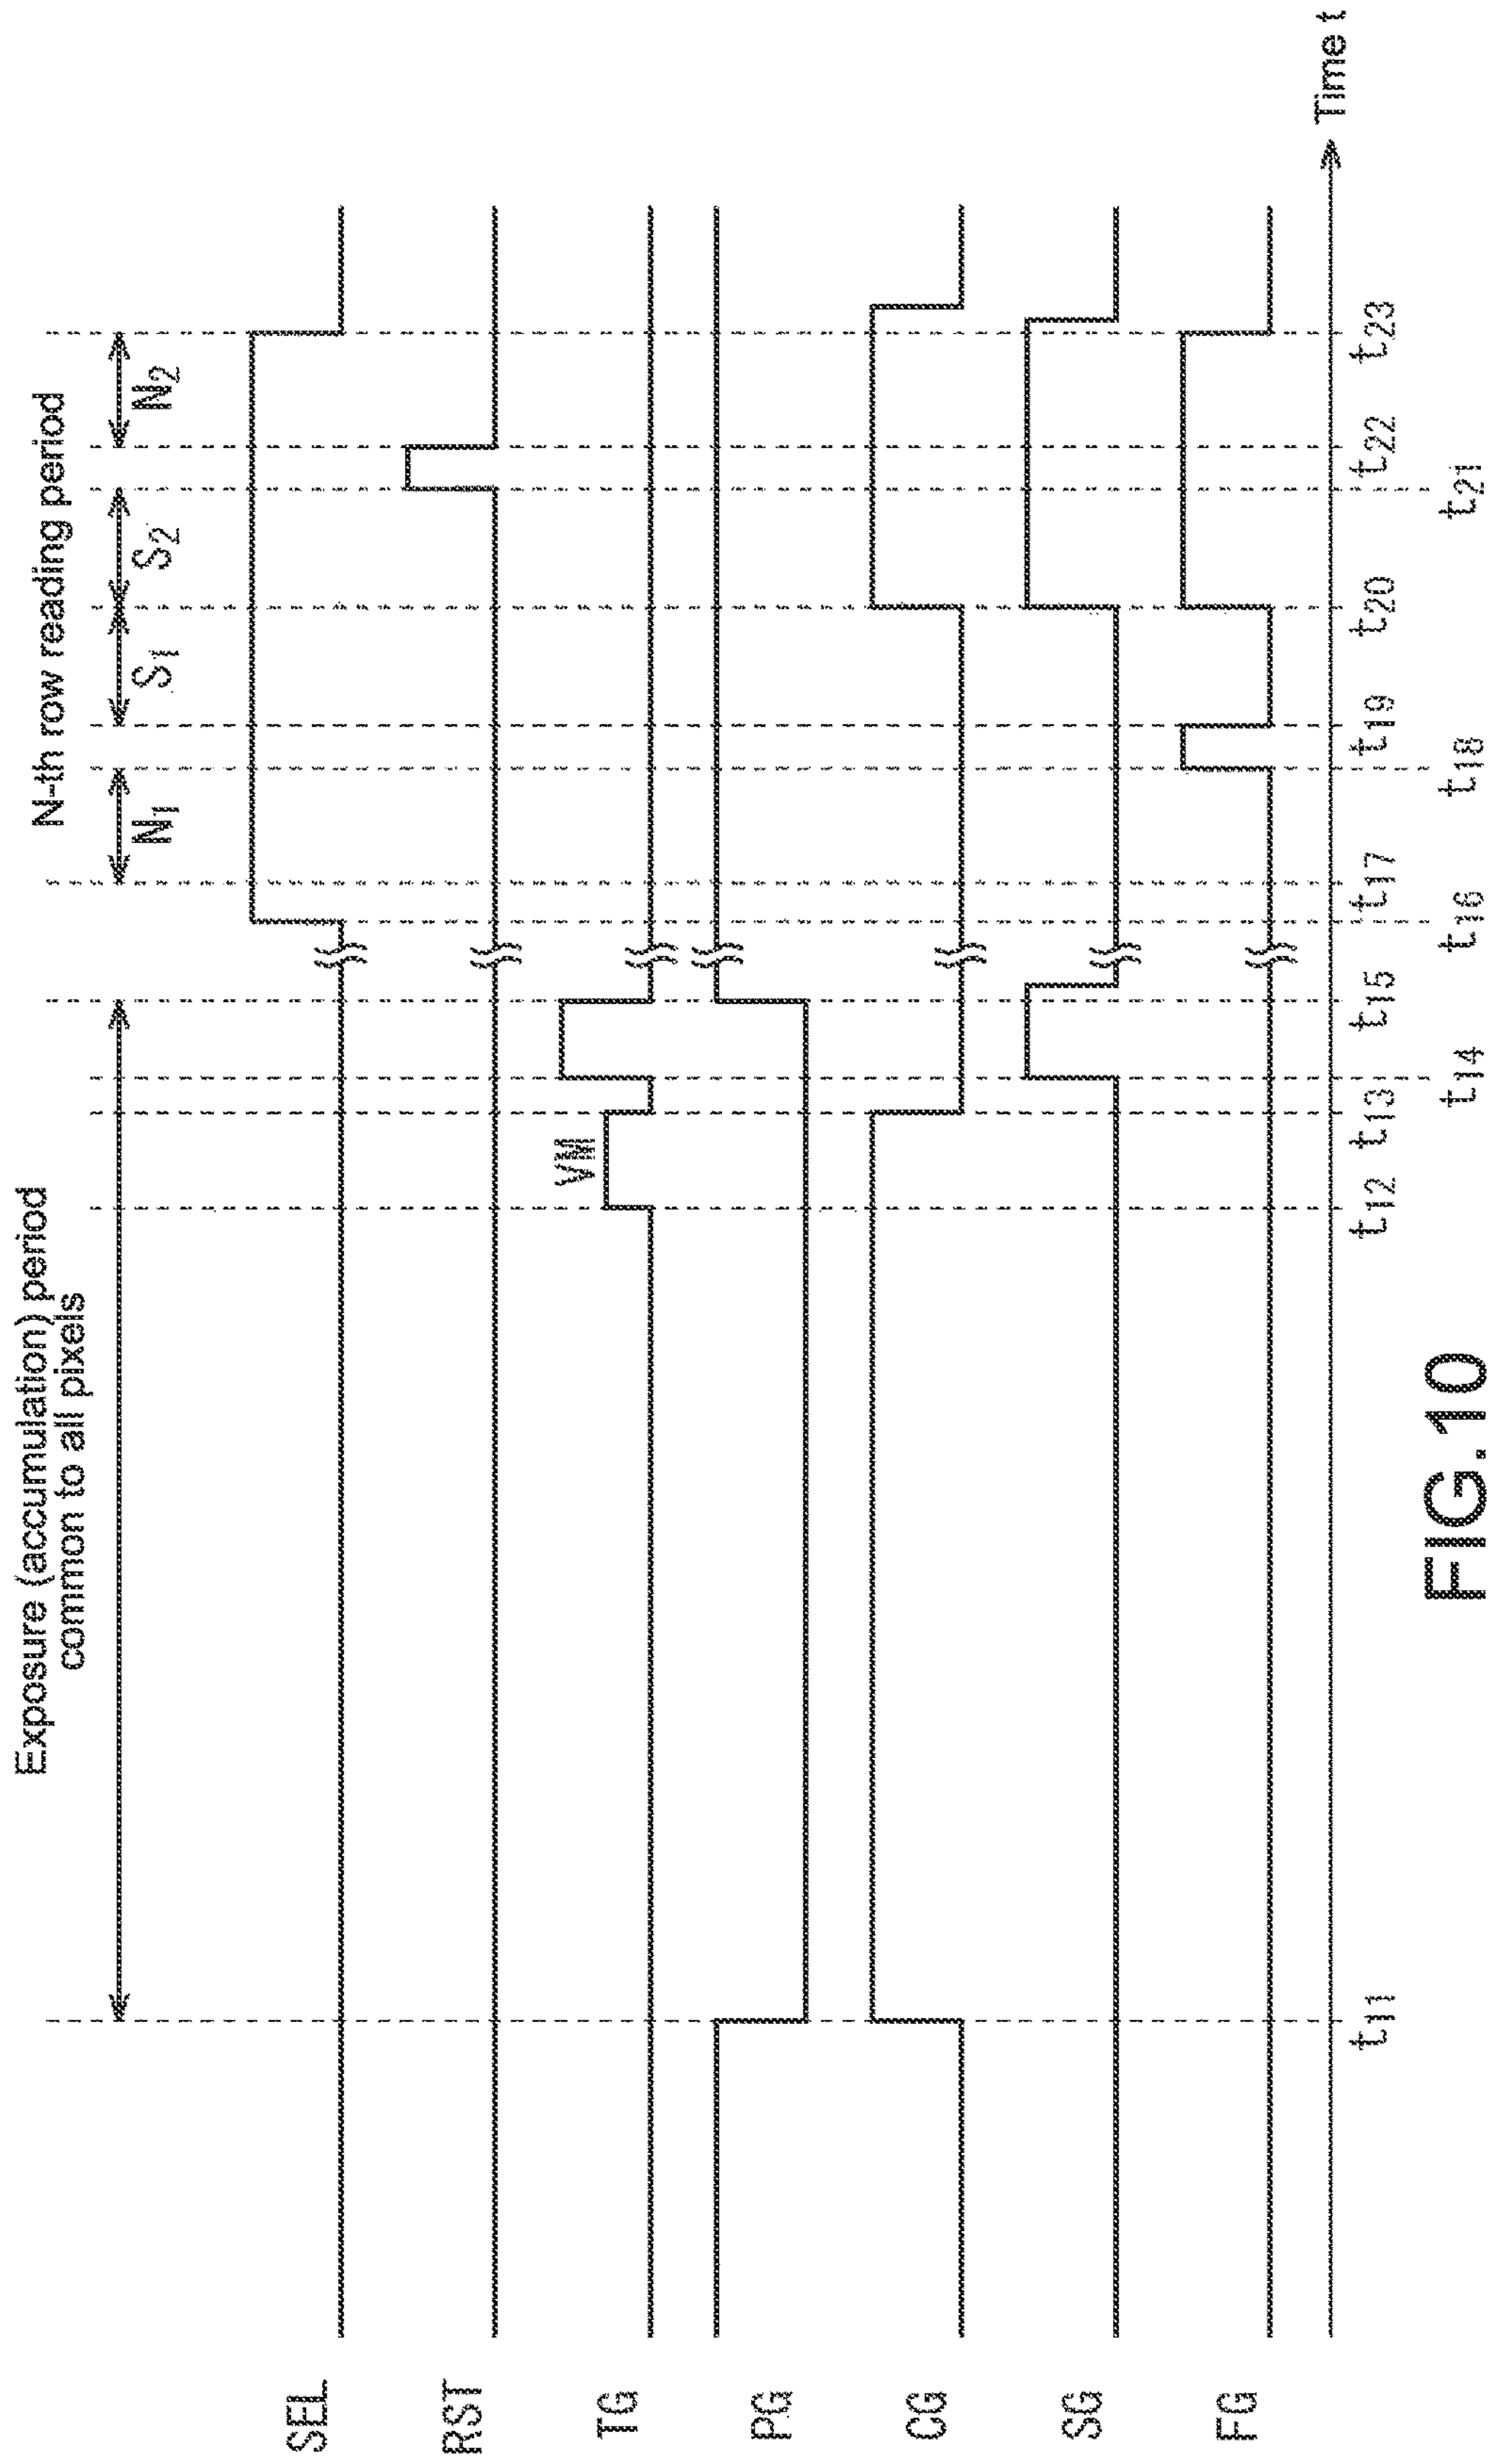 Exposure (accumulation) period
common to all pixels
N-th row reading period
N1
S1
S2
N2
SEL
RST
TG
VM
PG
CG
SG
FG
Time t
t11
t12
t13
t14
t15
t16
t17
t18
t19
t20
t21
t22
t23
FIG.10